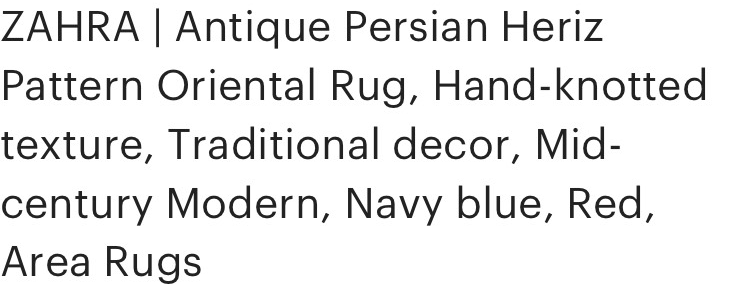 ZAHRA | Antique Persian Heriz
Pattern Oriental Rug, Hand-knotted
texture, Traditional decor, Mid-
century Modern, Navy blue, Red,
Area Rugs